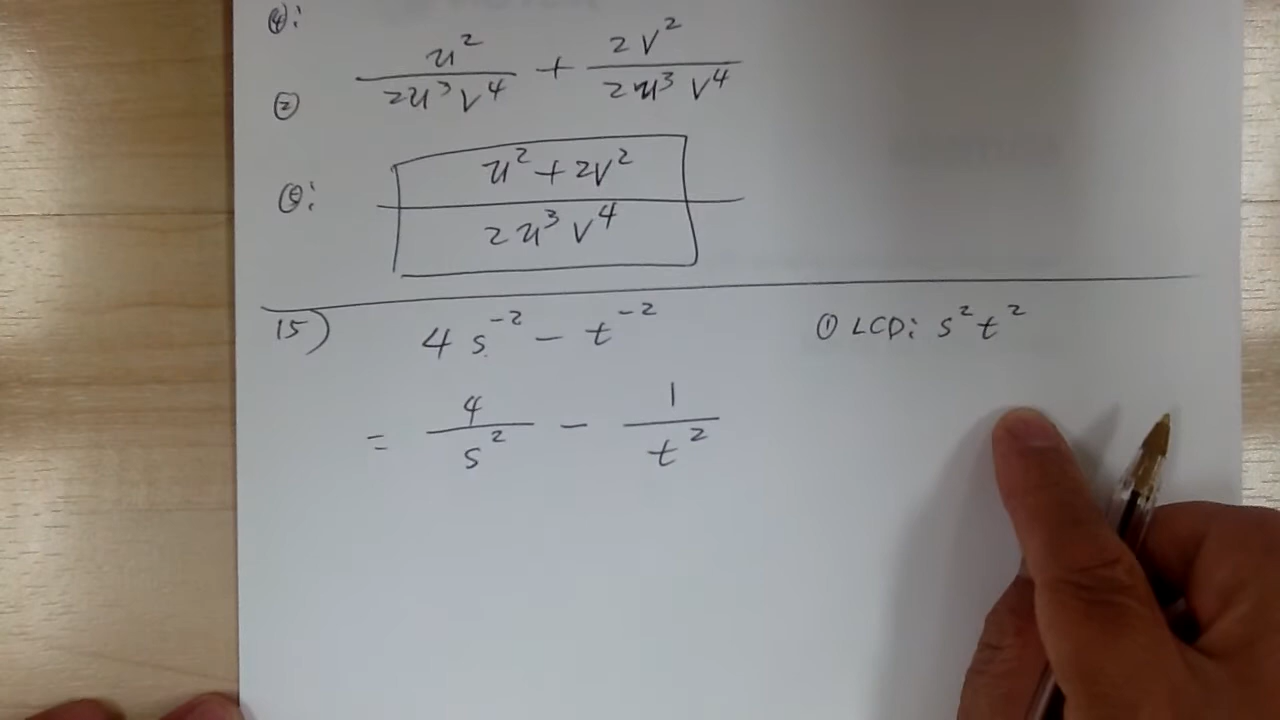 ④:
② u²/2u³v⁴ + 2v²/2u³v⁴
⑤: u²+2v²/2u³v⁴
15) 4s⁻² - t⁻² ① LCD: s²t²
= 4/s² - 1/t²